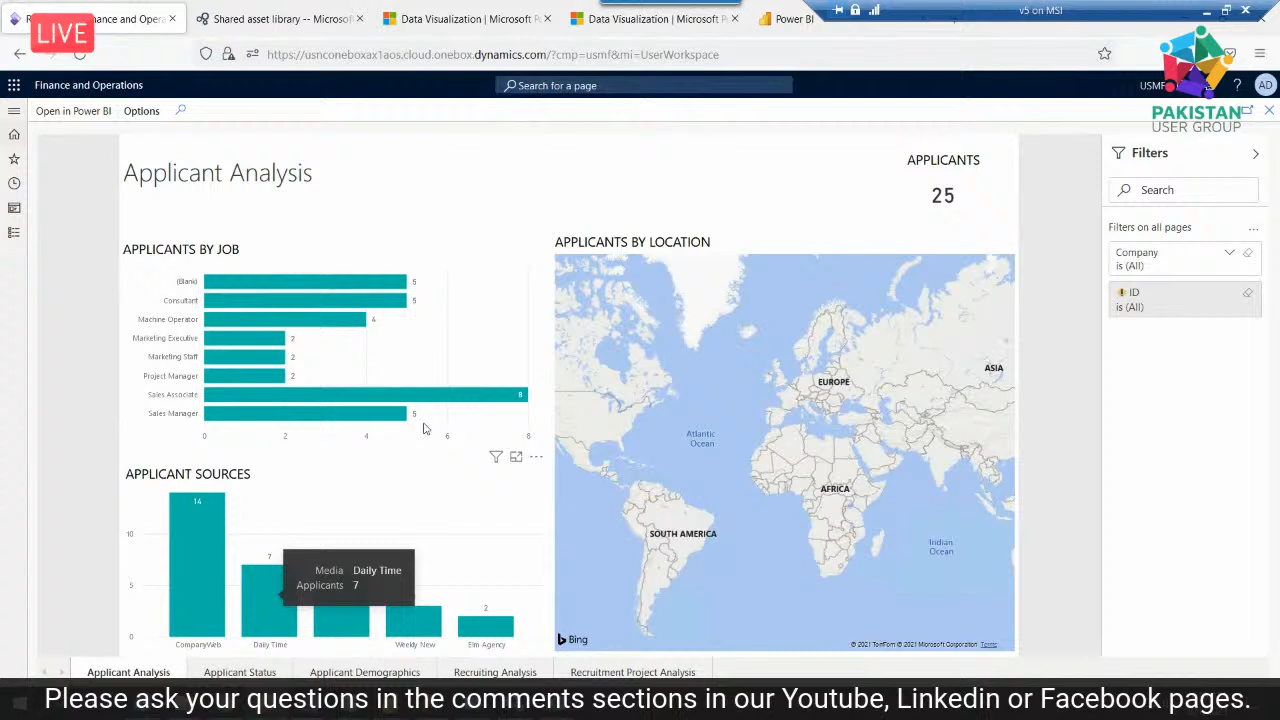 Finance and Op
Shared asset library -- Microsoft
Data Visualization | Microsoft P
Data Visualization | Microsoft P
Power BI
v5 on MSI
LIVE
https://usnconeboxax1aos.cloud.onebox.dynamics.com/?cmp=usmf&mi=UserWorkspace
Finance and Operations
Search for a page
USMF
?
AD
Open in Power BI
Options
PAKISTAN
USER GROUP
Applicant Analysis
APPLICANTS
25
Filters
Search
Filters on all pages
Company
is (All)
ID
is (All)
APPLICANTS BY JOB
(Blank) 5
Consultant 5
Machine Operator 4
Marketing Executive 2
Marketing Staff 2
Project Manager 2
Sales Associate 8
Sales Manager 5
0 2 4 6 8
APPLICANTS BY LOCATION
ASIA
EUROPE
Atlantic
Ocean
AFRICA
SOUTH AMERICA
Indian
Ocean
Bing
© 2021 TomTom © 2021 Microsoft Corporation Terms
APPLICANT SOURCES
14
10
7
Media Daily Time
Applicants 7
5
2
0
CompanyWeb
Daily Time
Weekly New
Elm Agency
Applicant Analysis
Applicant Status
Applicant Demographics
Recruiting Analysis
Recruitment Project Analysis
Please ask your questions in the comments sections in our Youtube, Linkedin or Facebook pages.